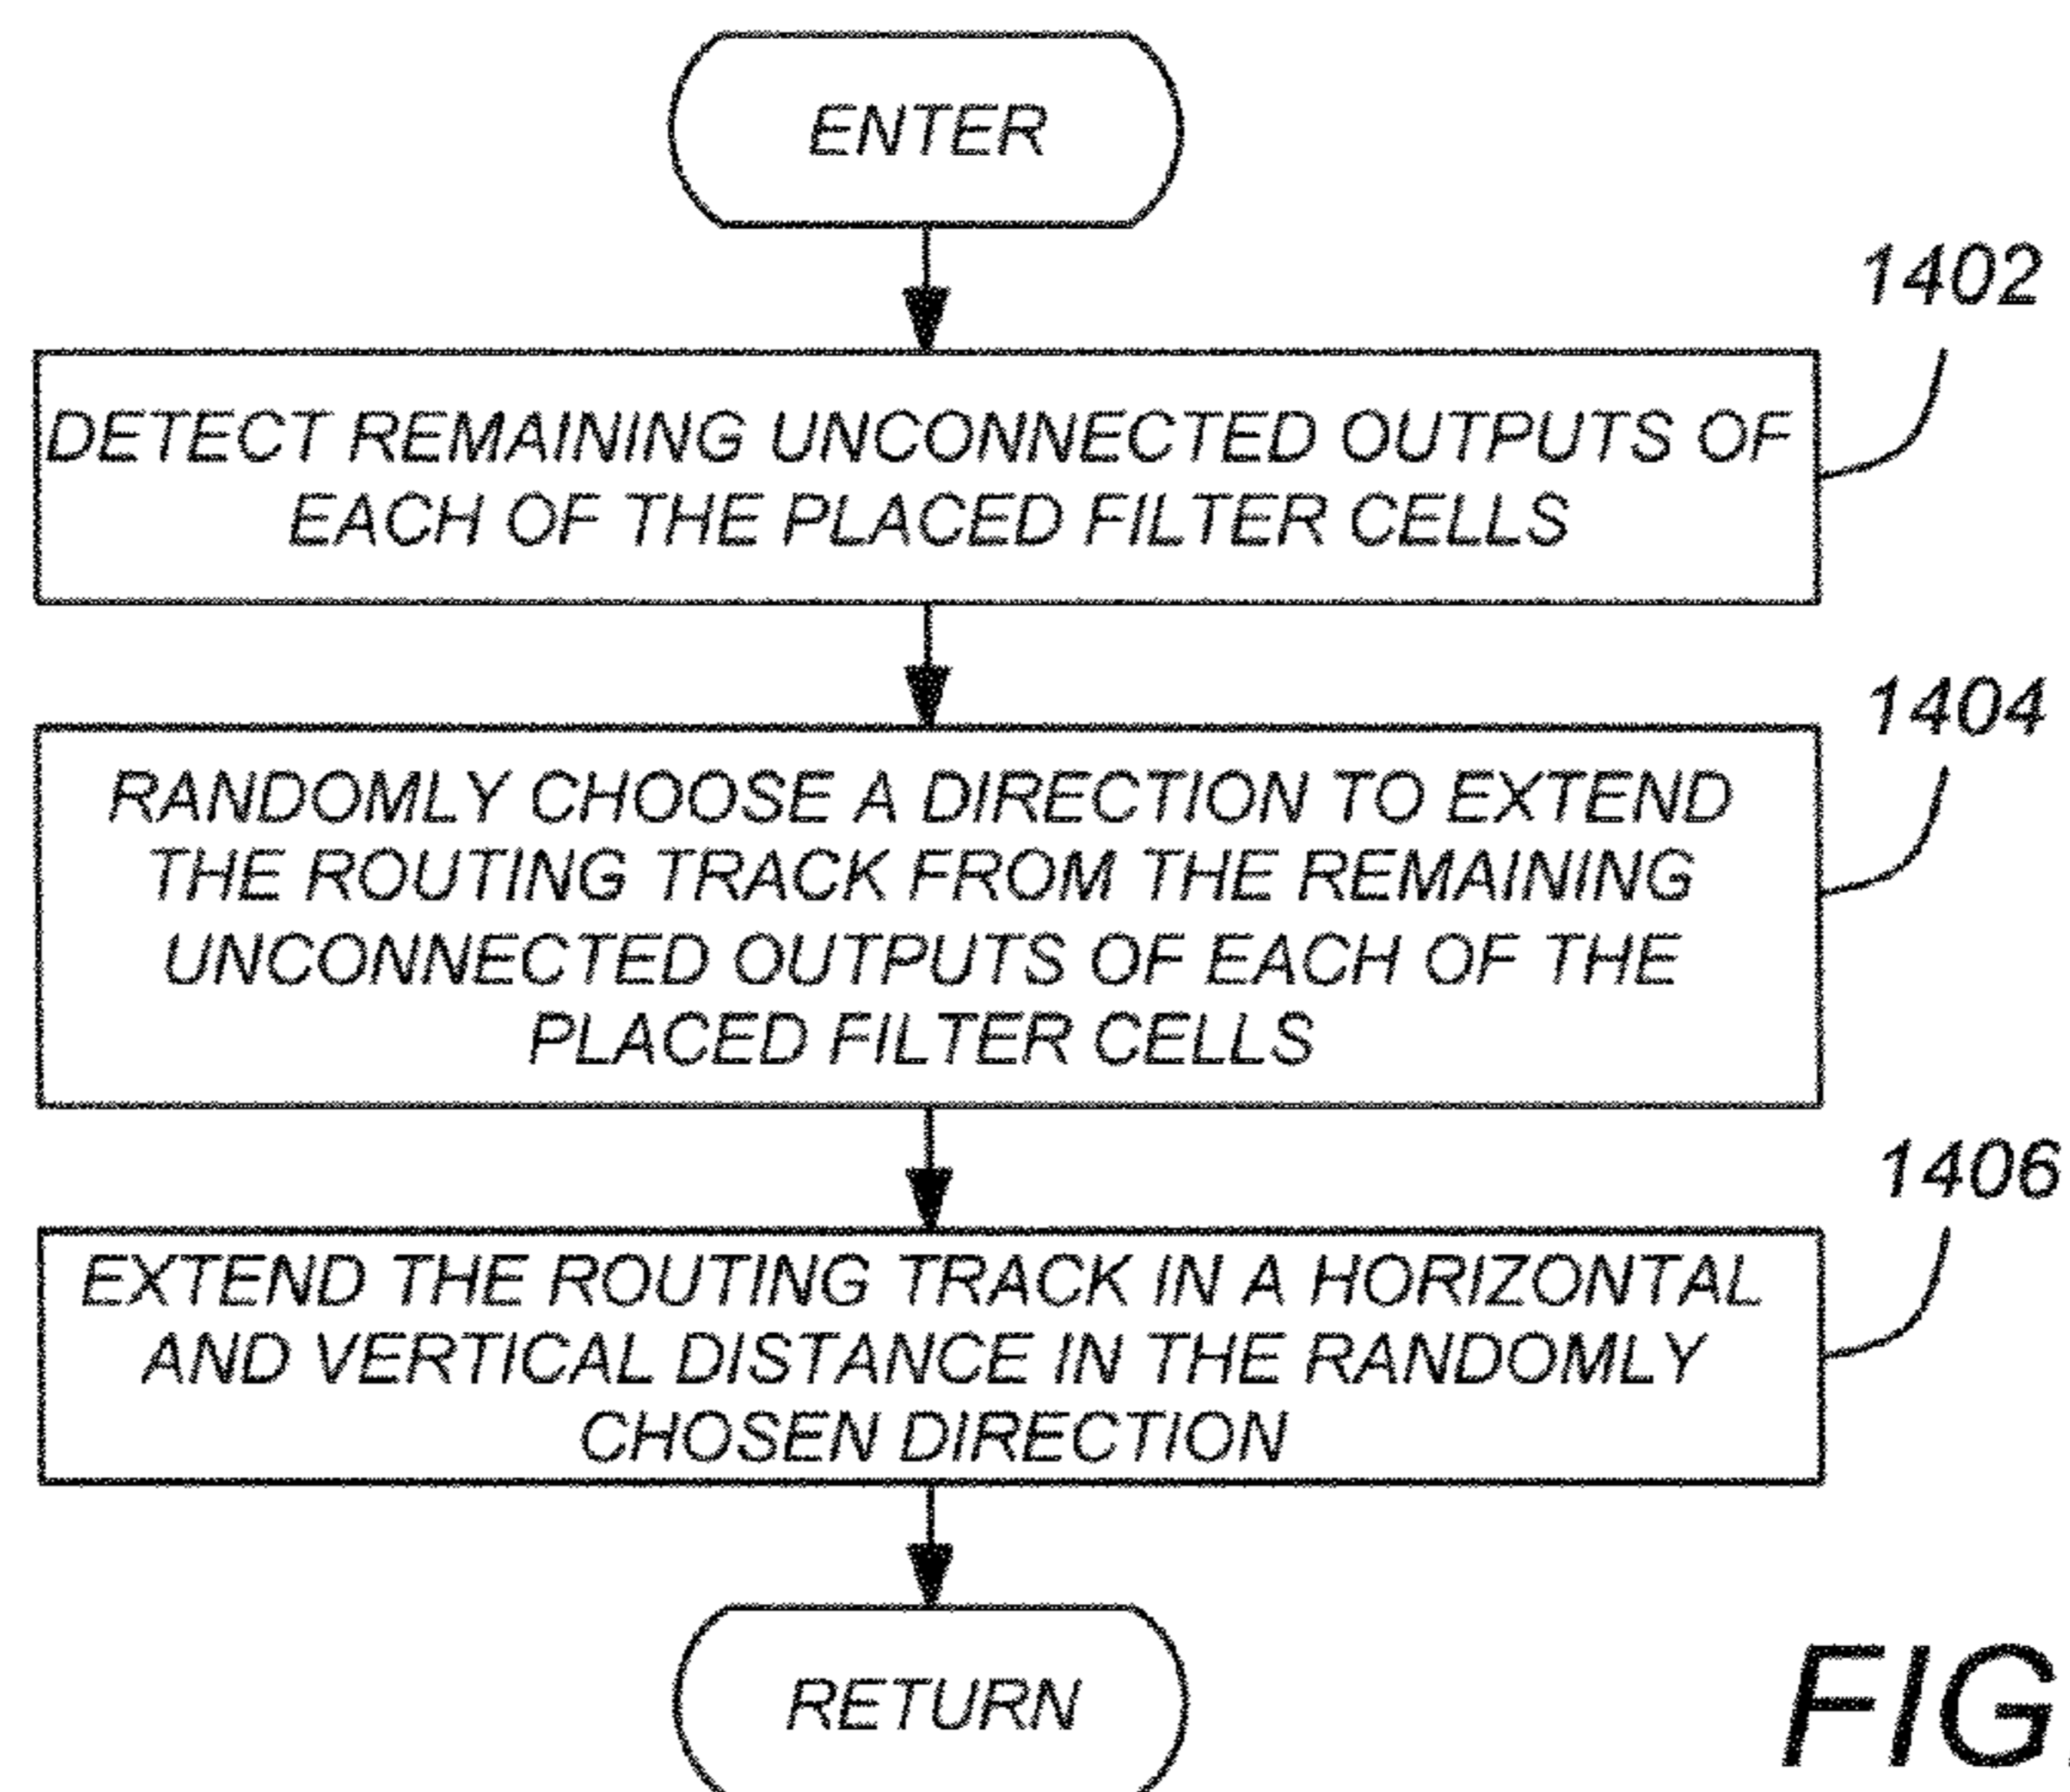 ENTER
1402
DETECT REMAINING UNCONNECTED OUTPUTS OF
EACH OF THE PLACED FILTER CELLS
1404
RANDOMLY CHOOSE A DIRECTION TO EXTEND
THE ROUTING TRACK FROM THE REMAINING
UNCONNECTED OUTPUTS OF EACH OF THE
PLACED FILTER CELLS
1406
EXTEND THE ROUTING TRACK IN A HORIZONTAL
AND VERTICAL DISTANCE IN THE RANDOMLY
CHOSEN DIRECTION
RETURN
FIG.